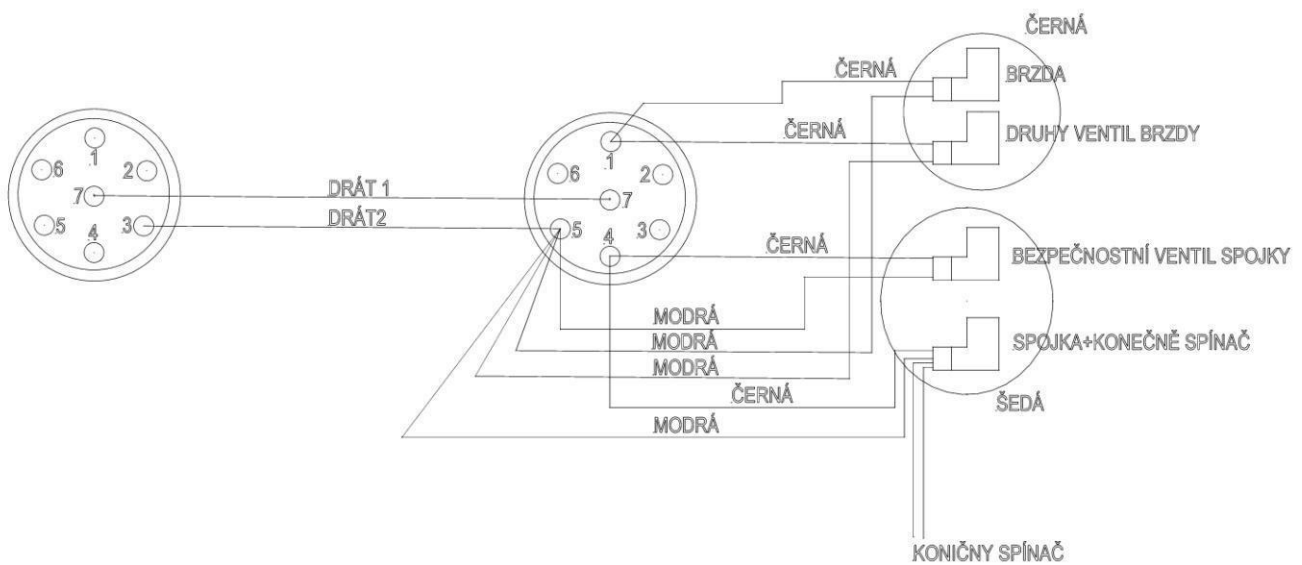 ČERNÁ
ČERNÁ
BRZDA
ČERNÁ
DRUHY VENTIL BRZDY
1
6
2
7
5
3
4
DRÁT 1
DRÁT2
1
6
2
7
5
3
4
ČERNÁ
BEZPEČNOSTNÍ VENTIL SPOJKY
MODRÁ
MODRÁ
SPOJKA+KONEČNĚ SPÍNAČ
MODRÁ
ČERNÁ
ŠEDÁ
MODRÁ
KONIČNY SPÍNAČ